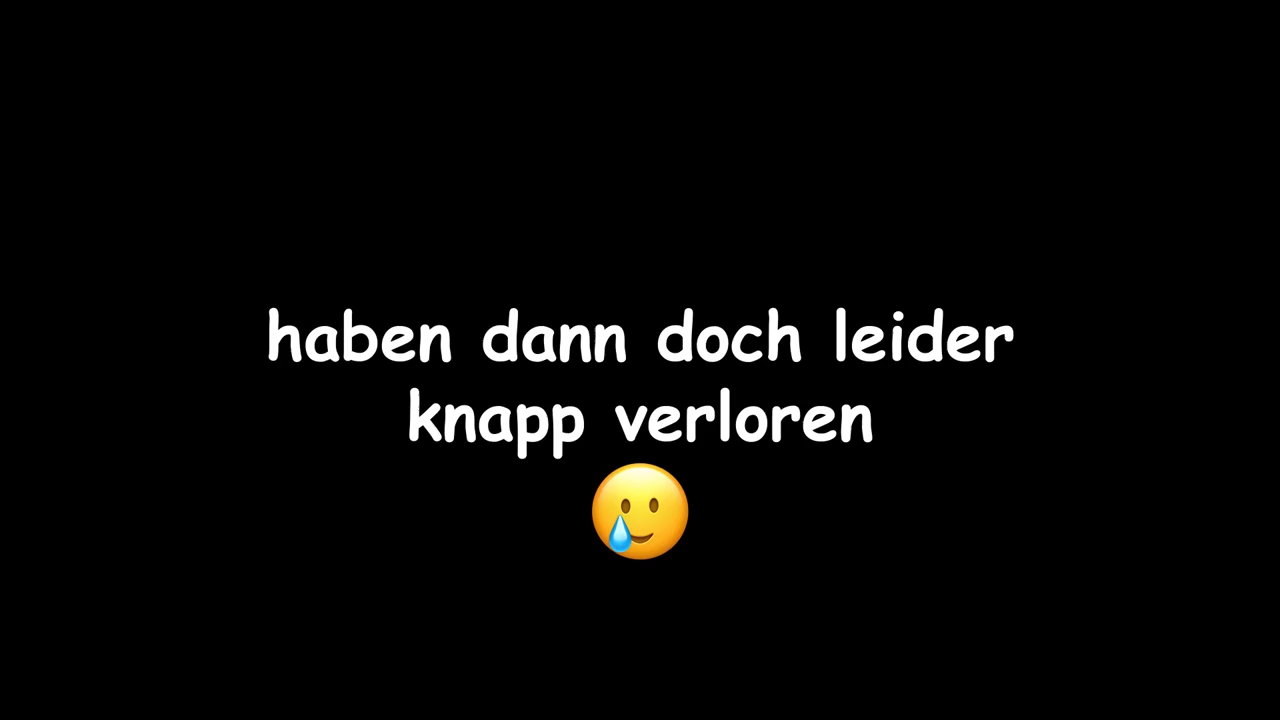 haben dann doch leider
knapp verloren
🥲